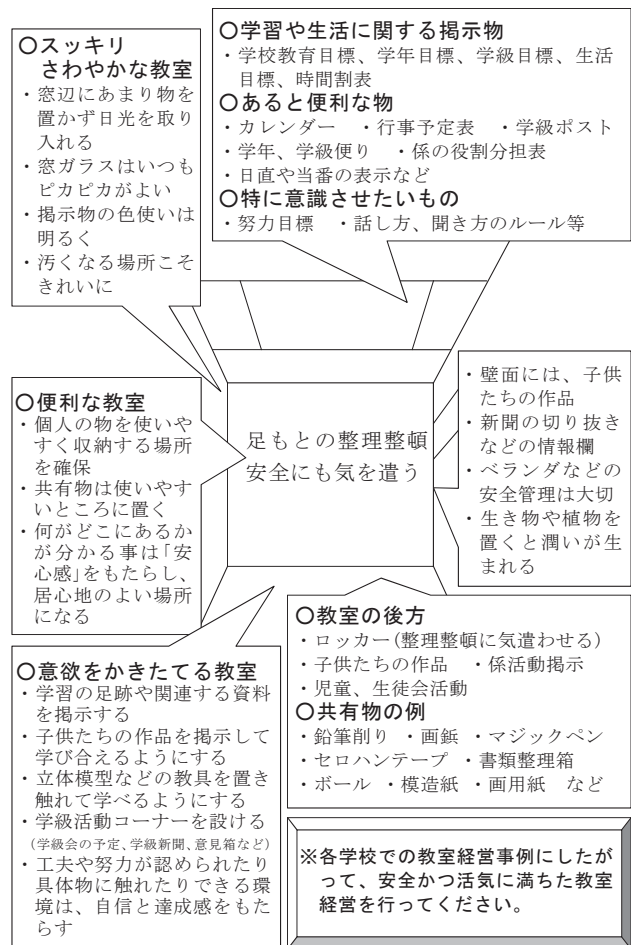 ○スッキリ
さわやかな教室
・窓辺にあまり物を
置かず日光を取り
入れる
・窓ガラスはいつも
ピカピカがよい
・掲示物の色使いは
明るく
・汚くなる場所こそ
きれいに
○学習や生活に関する掲示物
・学校教育目標、学年目標、学級目標、生活
目標、時間割表
○あると便利な物
・カレンダー ・行事予定表 ・学級ポスト
・学年、学級便り ・係の役割分担表
・日直や当番の表示など
○特に意識させたいもの
・努力目標 ・話し方、聞き方のルール等
○便利な教室
・個人の物を使いや
すく収納する場所
を確保
・共有物は使いやす
いところに置く
・何がどこにあるか
が分かる事は「安
心感」をもたらし、
居心地のよい場所
になる
足もとの整理整頓
安全にも気を遣う
・壁面には、子供
たちの作品
・新聞の切り抜き
などの情報欄
・ベランダなどの
安全管理は大切
・生き物や植物を
置くと潤いが生
まれる
○意欲をかきたてる教室
・学習の足跡や関連する資料
を掲示する
・子供たちの作品を掲示して
学び合えるようにする
・立体模型などの教具を置き
触れて学べるようにする
・学級活動コーナーを設ける
(学級会の予定、学級新聞、意見箱など)
・工夫や努力が認められたり
具体物に触れたりできる環
境は、自信と達成感をもた
らす
○教室の後方
・ロッカー(整理整頓に気遣わせる)
・子供たちの作品 ・係活動掲示
・児童、生徒会活動
○共有物の例
・鉛筆削り ・画鋲 ・マジックペン
・セロハンテープ ・書類整理箱
・ボール ・模造紙 ・画用紙 など
※各学校での教室経営事例にしたが
って、安全かつ活気に満ちた教室
経営を行ってください。